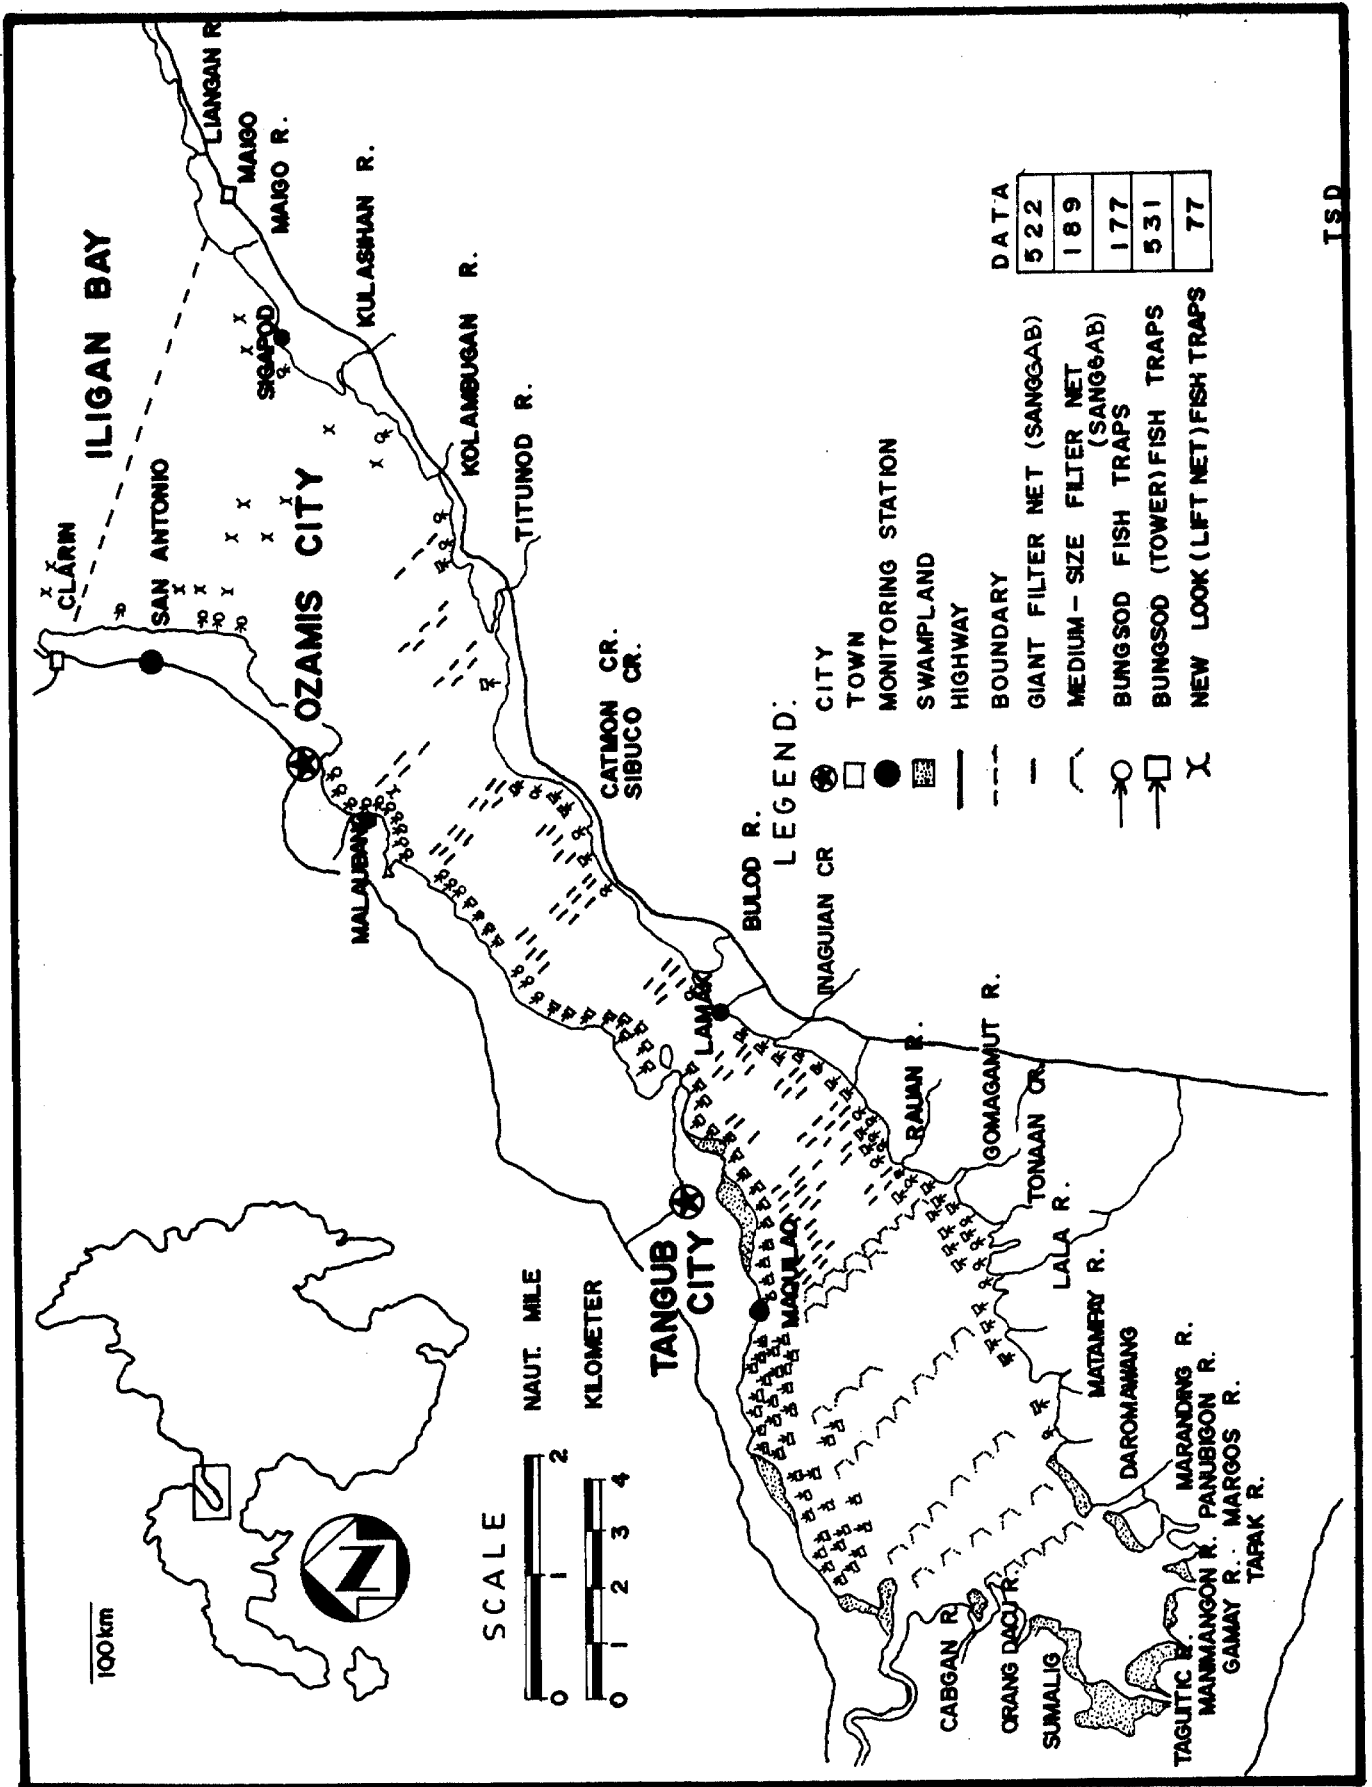 ILIGAN BAY
CLARIN
SAN ANTONIO
OZAMIS CITY
SIGAPOD
LIANGAN R
MAIGO
MAIGO R.
KULASIHAN R.
KOLAMBUGAN R.
TITUNOD R.
CATMON CR.
SIBUCO CR.
MALAUBANG
BULOD R.
INAGUIAN CR
LAMAK
RAUAN R.
GOMAGAMUT R.
TONAAN CR.
LALA R.
MATAMPAY R.
DAROMAWANG
MARANDING R.
MANIMANGON R. PANUBIGON R.
GAMAY R. MARGOS R.
TAPAK R.
TAGUITIC R.
SUMALIG
ORANG DACU R.
CABGAN R.
TANGUB
CITY
MAQUILAO
100km
N
SCALE
0 1 2 NAUT. MILE
0 1 2 3 4 KILOMETER
LEGEND:
DATA
CITY
TOWN
MONITORING STATION
SWAMPLAND
HIGHWAY
BOUNDARY
GIANT FILTER NET (SANGGAB) 522
MEDIUM-SIZE FILTER NET 189
(SANGGAB)
BUNGSOD FISH TRAPS 177
BUNGSOD (TOWER) FISH TRAPS 531
NEW LOOK (LIFT NET) FISH TRAPS 77
TSD